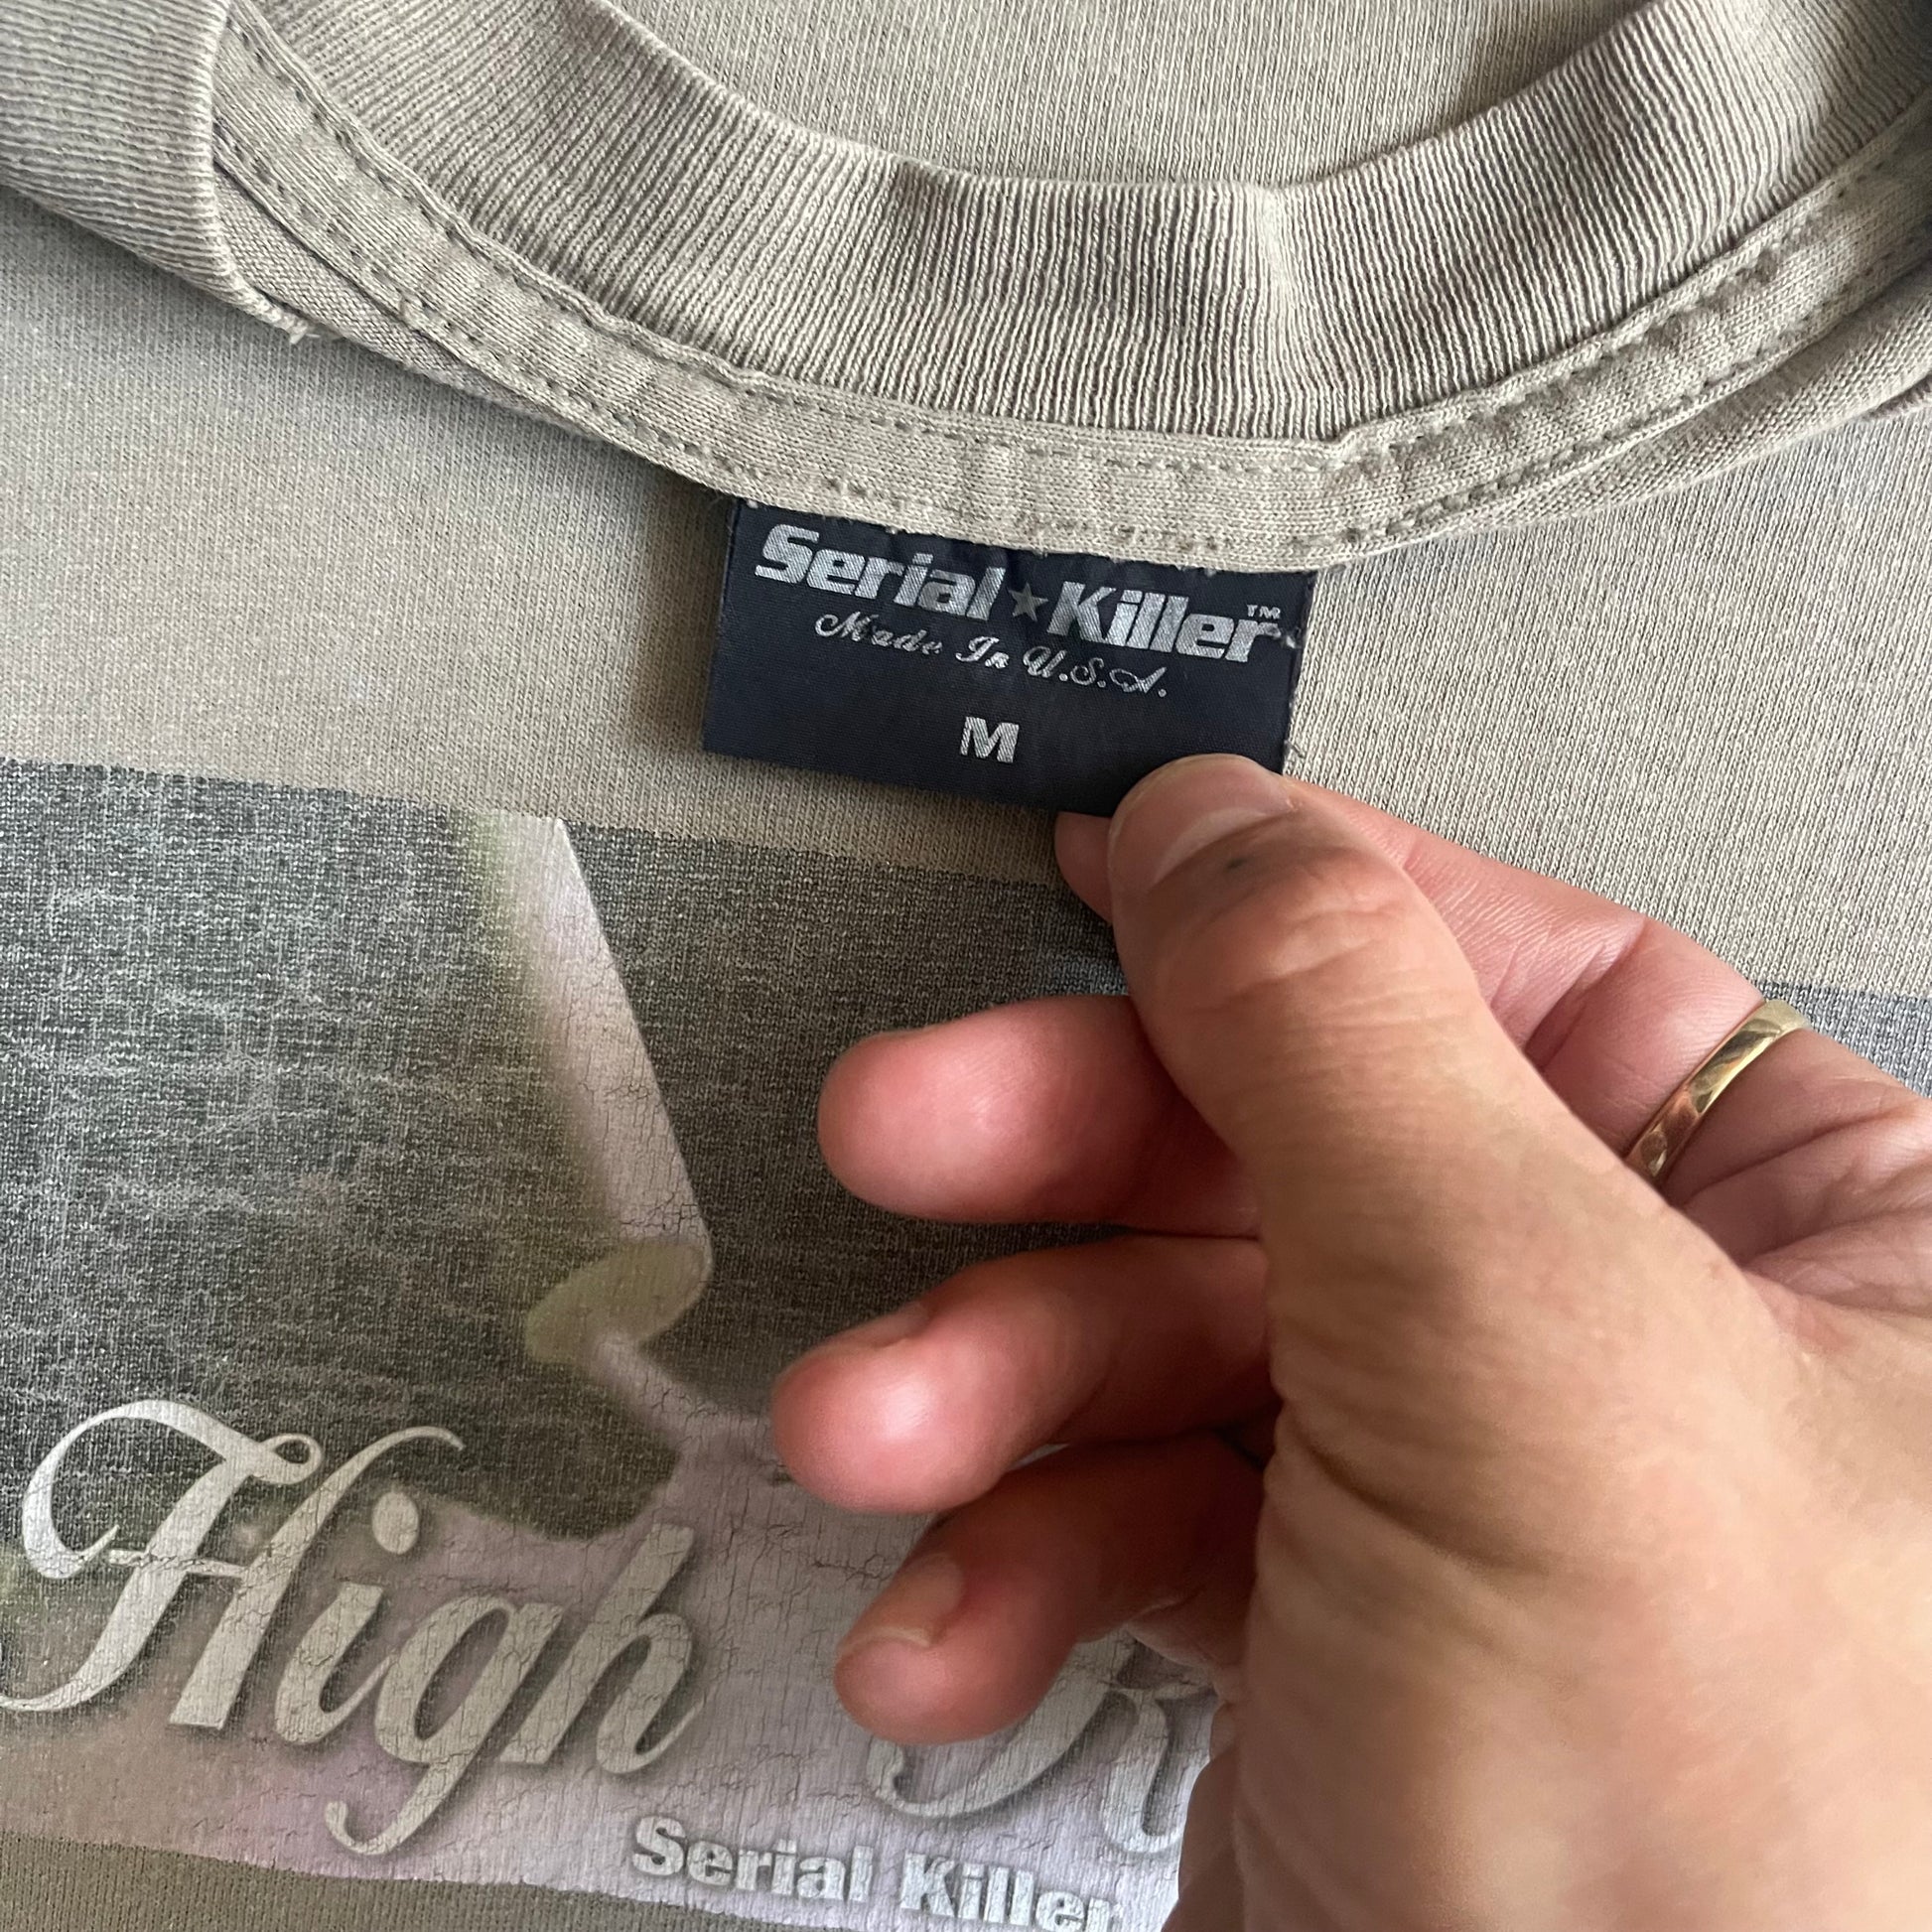 Serial★Killer™
Made In U.S.A.
M
High
Serial Killer